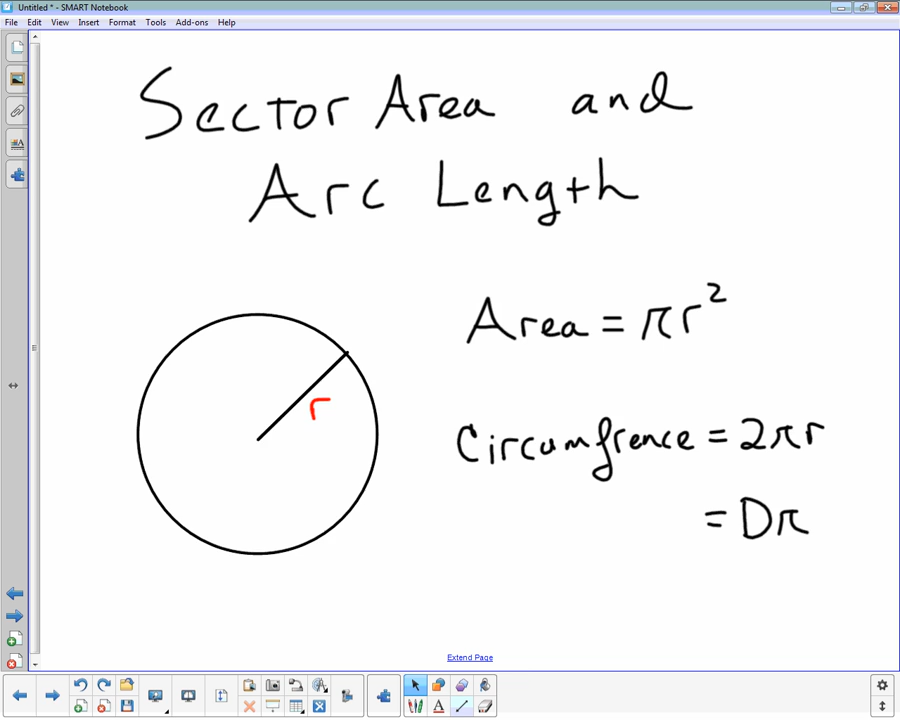 Untitled * - SMART Notebook
File Edit View Insert Format Tools Add-ons Help
Sector Area and
Arc Length
r
Area = πr²
Circumfrence = 2πr
= Dπ
Extend Page